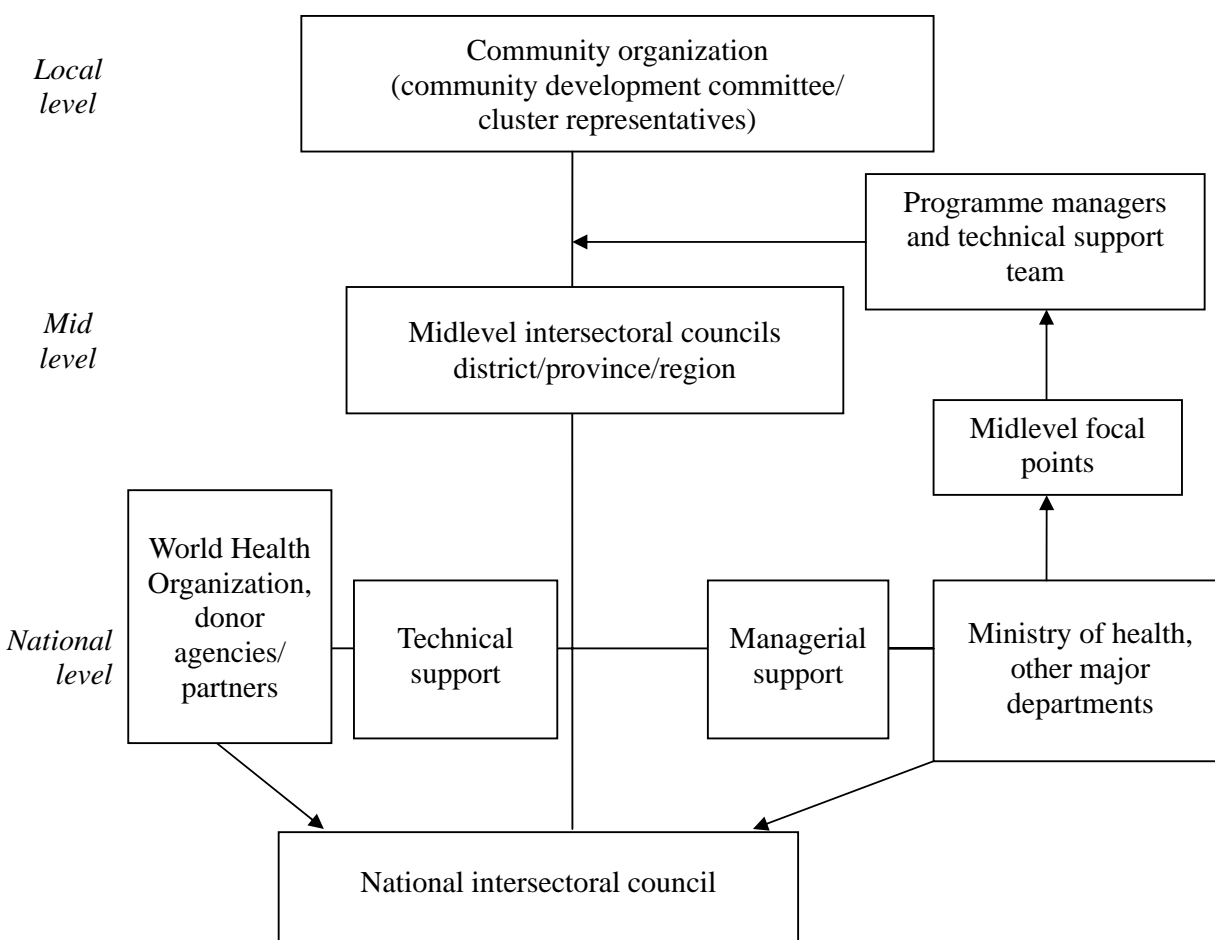 Local
level
Community organization
(community development committee/
cluster representatives)
Programme managers
and technical support
team
Mid
level
Midlevel intersectoral councils
district/province/region
Midlevel focal
points
National
level
World Health
Organization,
donor
agencies/
partners
Technical
support
Managerial
support
Ministry of health,
other major
departments
National intersectoral council